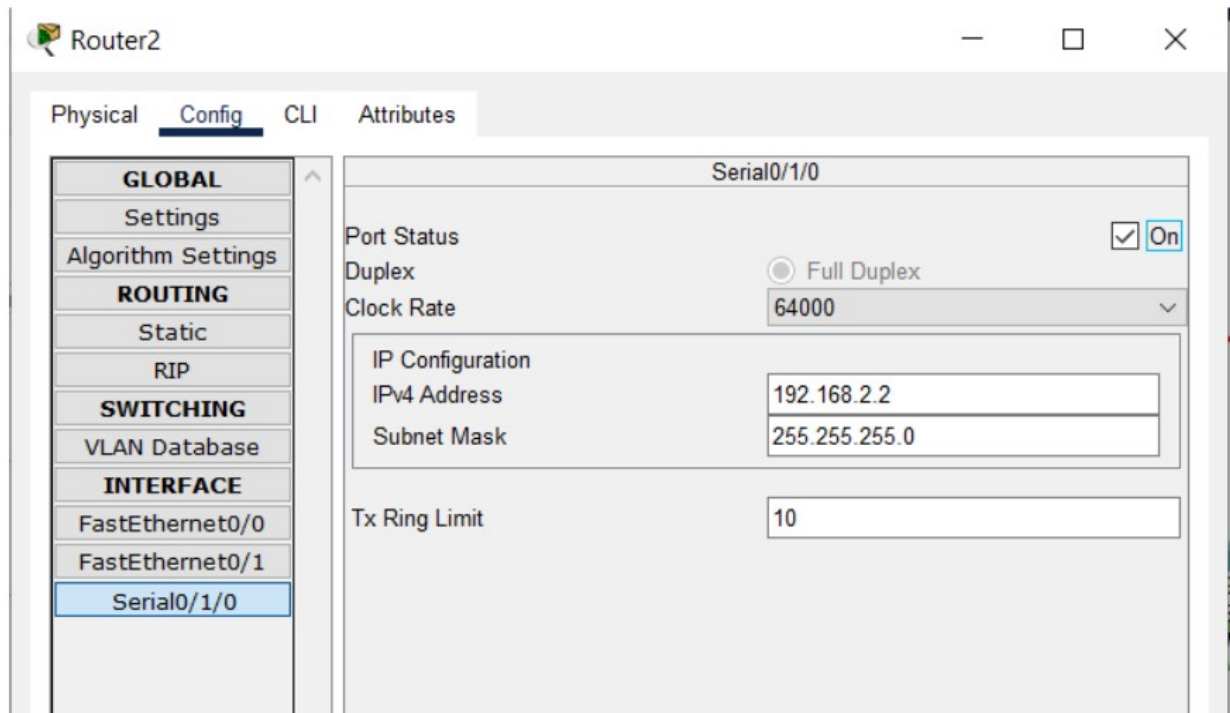 Router2
Physical Config CLI Attributes
GLOBAL
Settings
Algorithm Settings
ROUTING
Static
RIP
SWITCHING
VLAN Database
INTERFACE
FastEthernet0/0
FastEthernet0/1
Serial0/1/0
Serial0/1/0
Port Status On
Duplex Full Duplex
Clock Rate 64000
IP Configuration
IPv4 Address 192.168.2.2
Subnet Mask 255.255.255.0
Tx Ring Limit 10